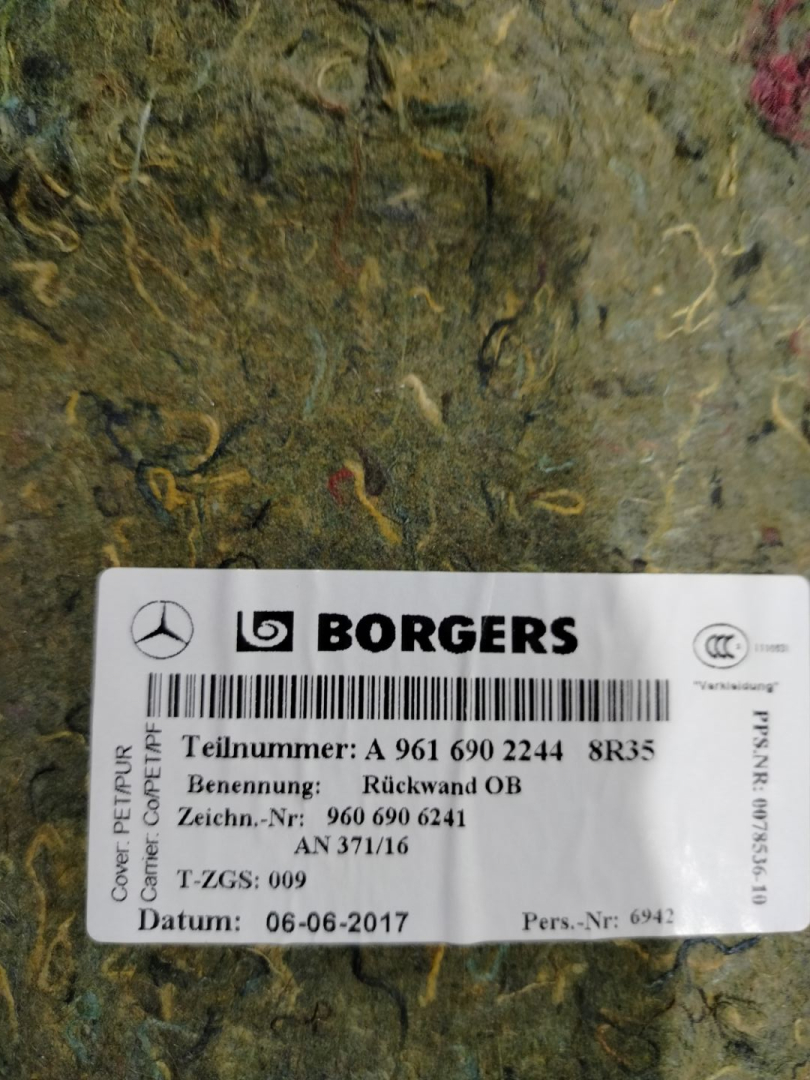 BORGERS
"Verkleidung"
Teilnummer: A 961 690 2244 8R35
Benennung: Rückwand OB
Zeichn.-Nr: 960 690 6241
AN 371/16
T-ZGS: 009
Datum: 06-06-2017
Pers.-Nr: 6942
Cover: PET/PUR
Carrier: Co/PET/PF
PPS.NR: 0078536-10